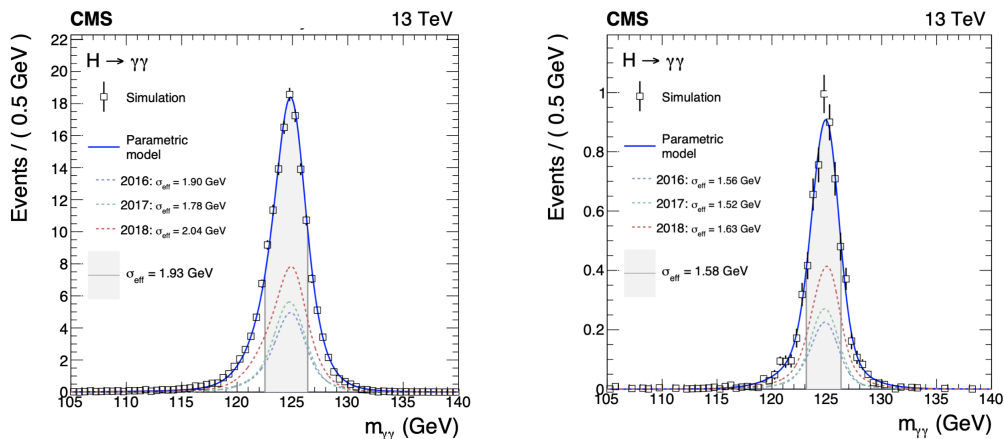 CMS 13 TeV
Events / ( 0.5 GeV )
22
20
18
16
14
12
10
8
6
4
2
0
H → γγ
Simulation
Parametric
model
2016: σeff = 1.90 GeV
2017: σeff = 1.78 GeV
2018: σeff = 2.04 GeV
σeff = 1.93 GeV
105 110 115 120 125 130 135 140
mγγ (GeV)
CMS 13 TeV
Events / ( 0.5 GeV )
1
0.8
0.6
0.4
0.2
0
H → γγ
Simulation
Parametric
model
2016: σeff = 1.56 GeV
2017: σeff = 1.52 GeV
2018: σeff = 1.63 GeV
σeff = 1.58 GeV
105 110 115 120 125 130 135 140
mγγ (GeV)